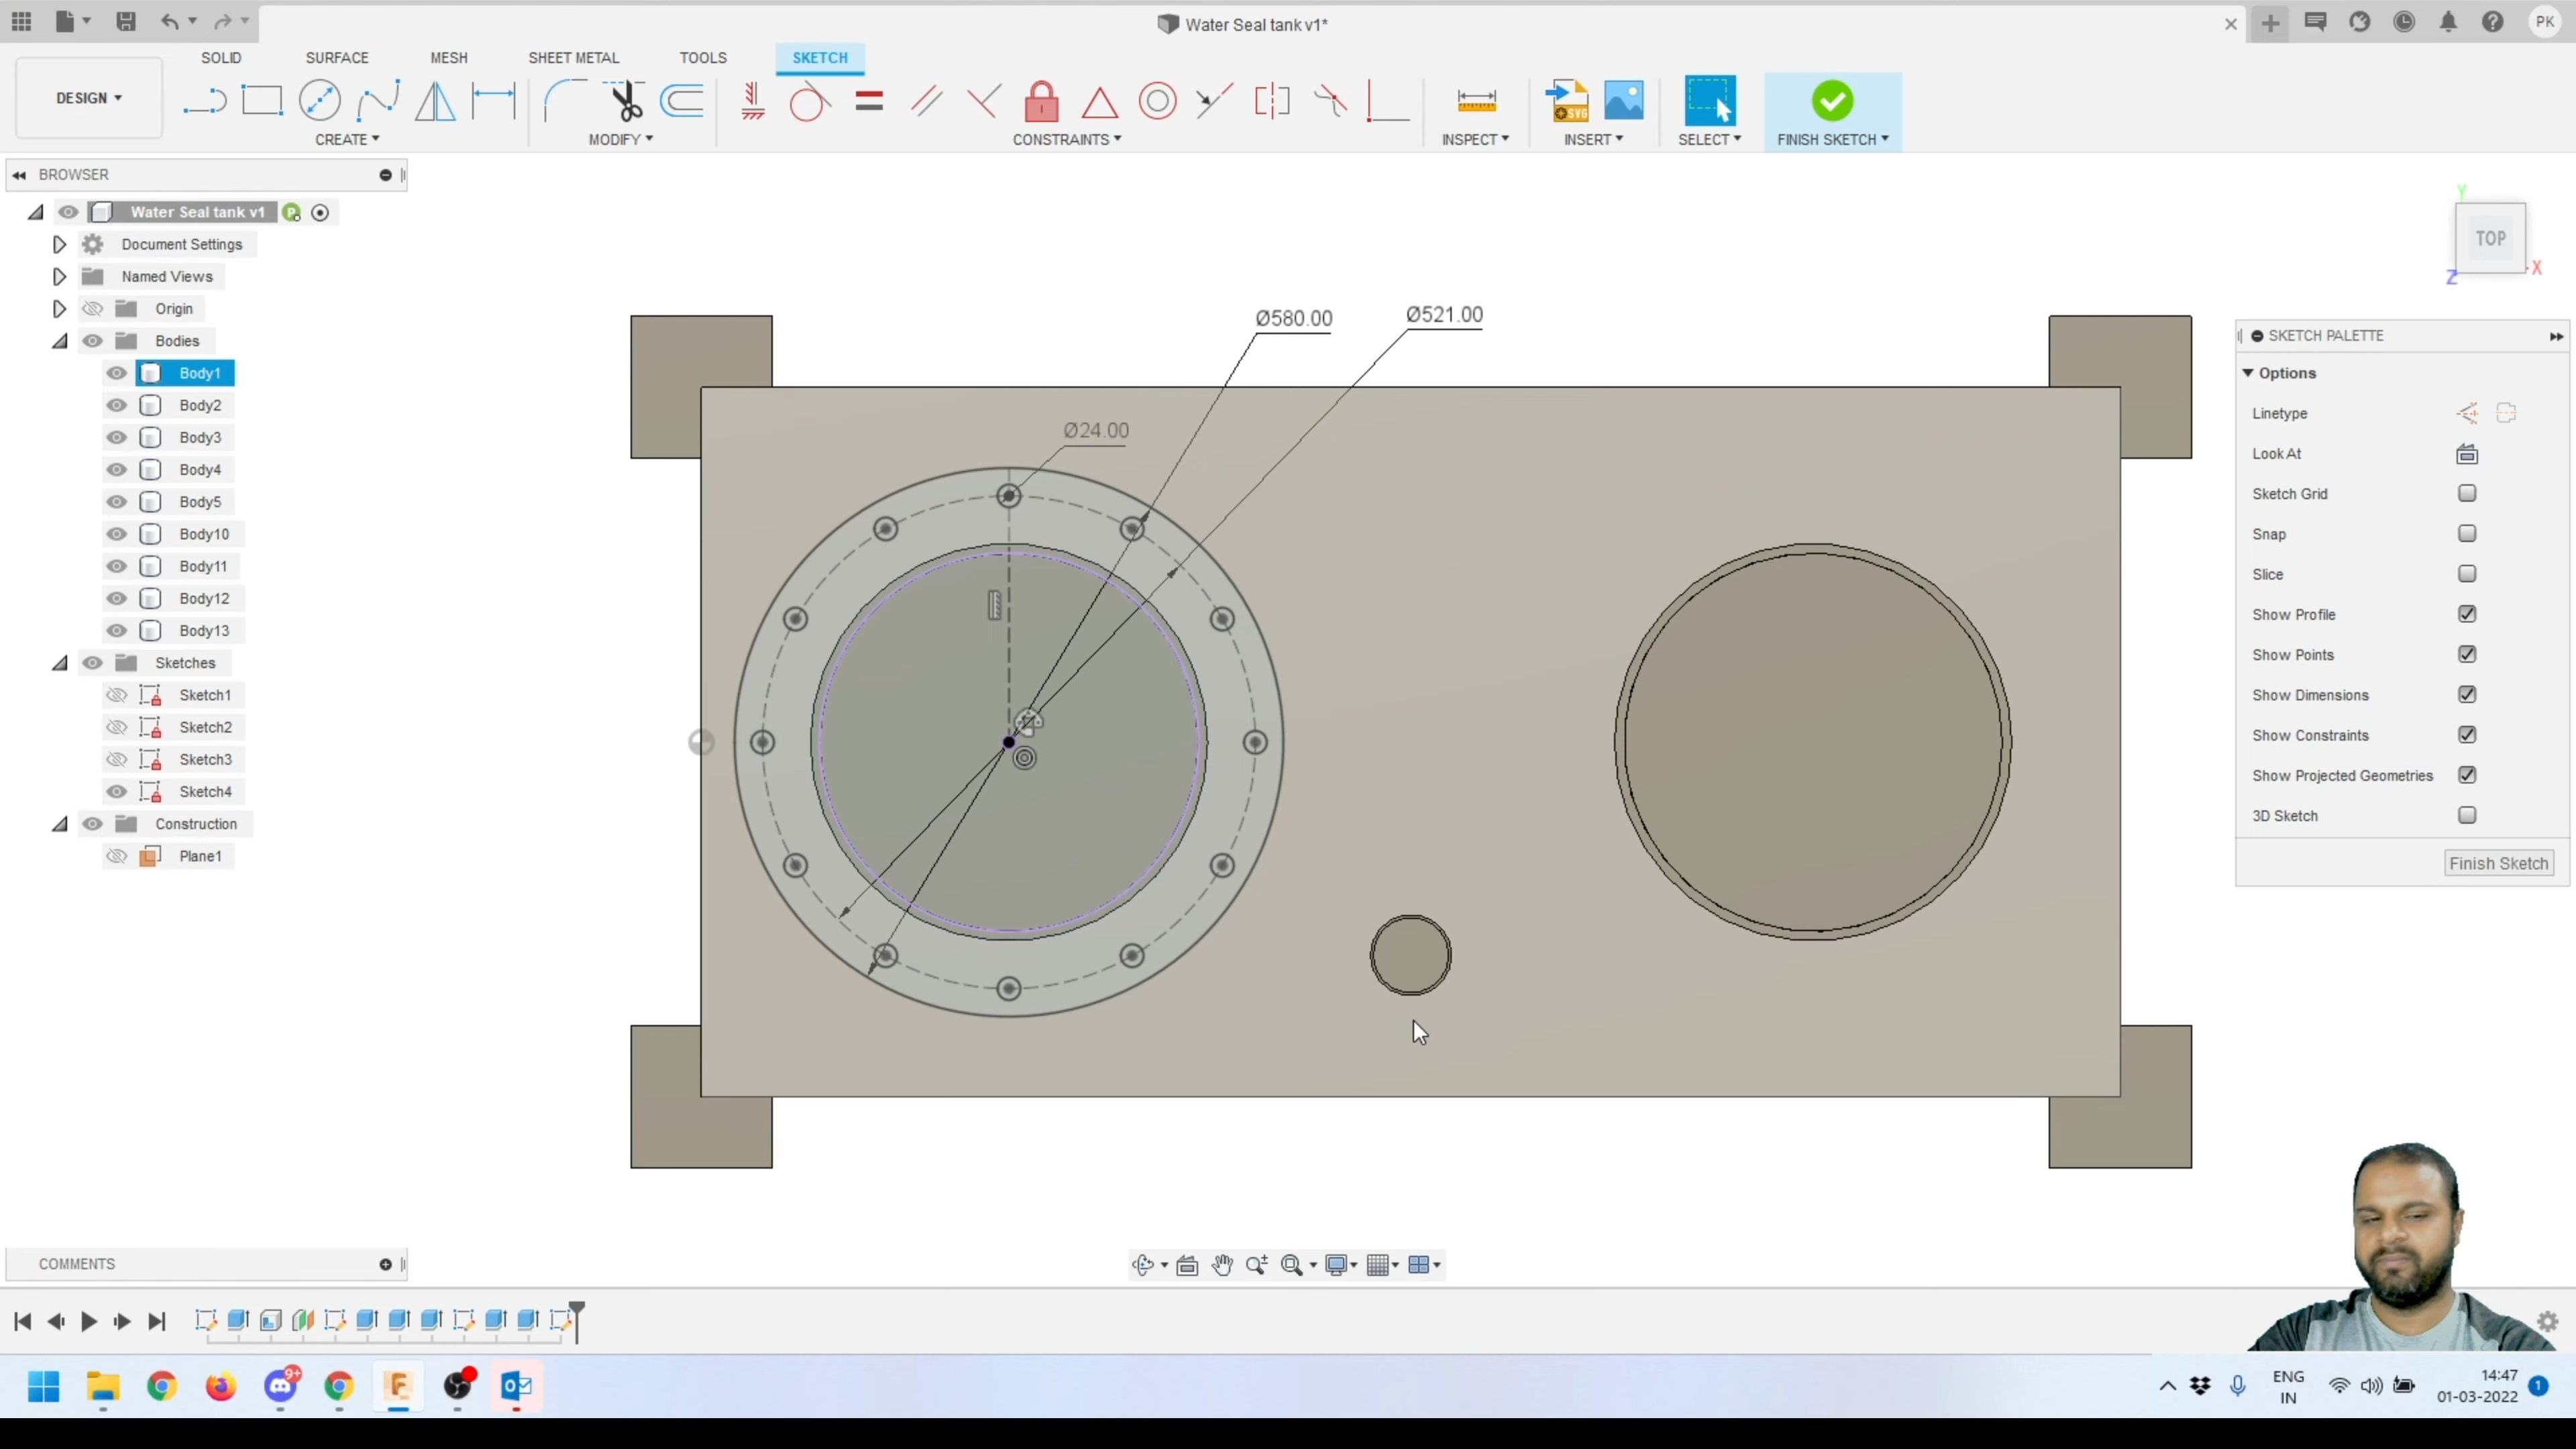 Water Seal tank v1*
PK
SOLID
SURFACE
MESH
SHEET METAL
TOOLS
SKETCH
DESIGN
CREATE
MODIFY
CONSTRAINTS
INSPECT
INSERT
SVG
SELECT
FINISH SKETCH
BROWSER
Water Seal tank v1
P
Document Settings
Named Views
Origin
Bodies
Body1
Body2
Body3
Body4
Body5
Body10
Body11
Body12
Body13
Sketches
Sketch1
Sketch2
Sketch3
Sketch4
Construction
Plane1
Ø580.00
Ø521.00
Ø24.00
Y
TOP
Z
X
SKETCH PALETTE
Options
Linetype
Look At
Sketch Grid
Snap
Slice
Show Profile
Show Points
Show Dimensions
Show Constraints
Show Projected Geometries
3D Sketch
Finish Sketch
COMMENTS
9+
ENG
IN
14:47
01-03-2022
1